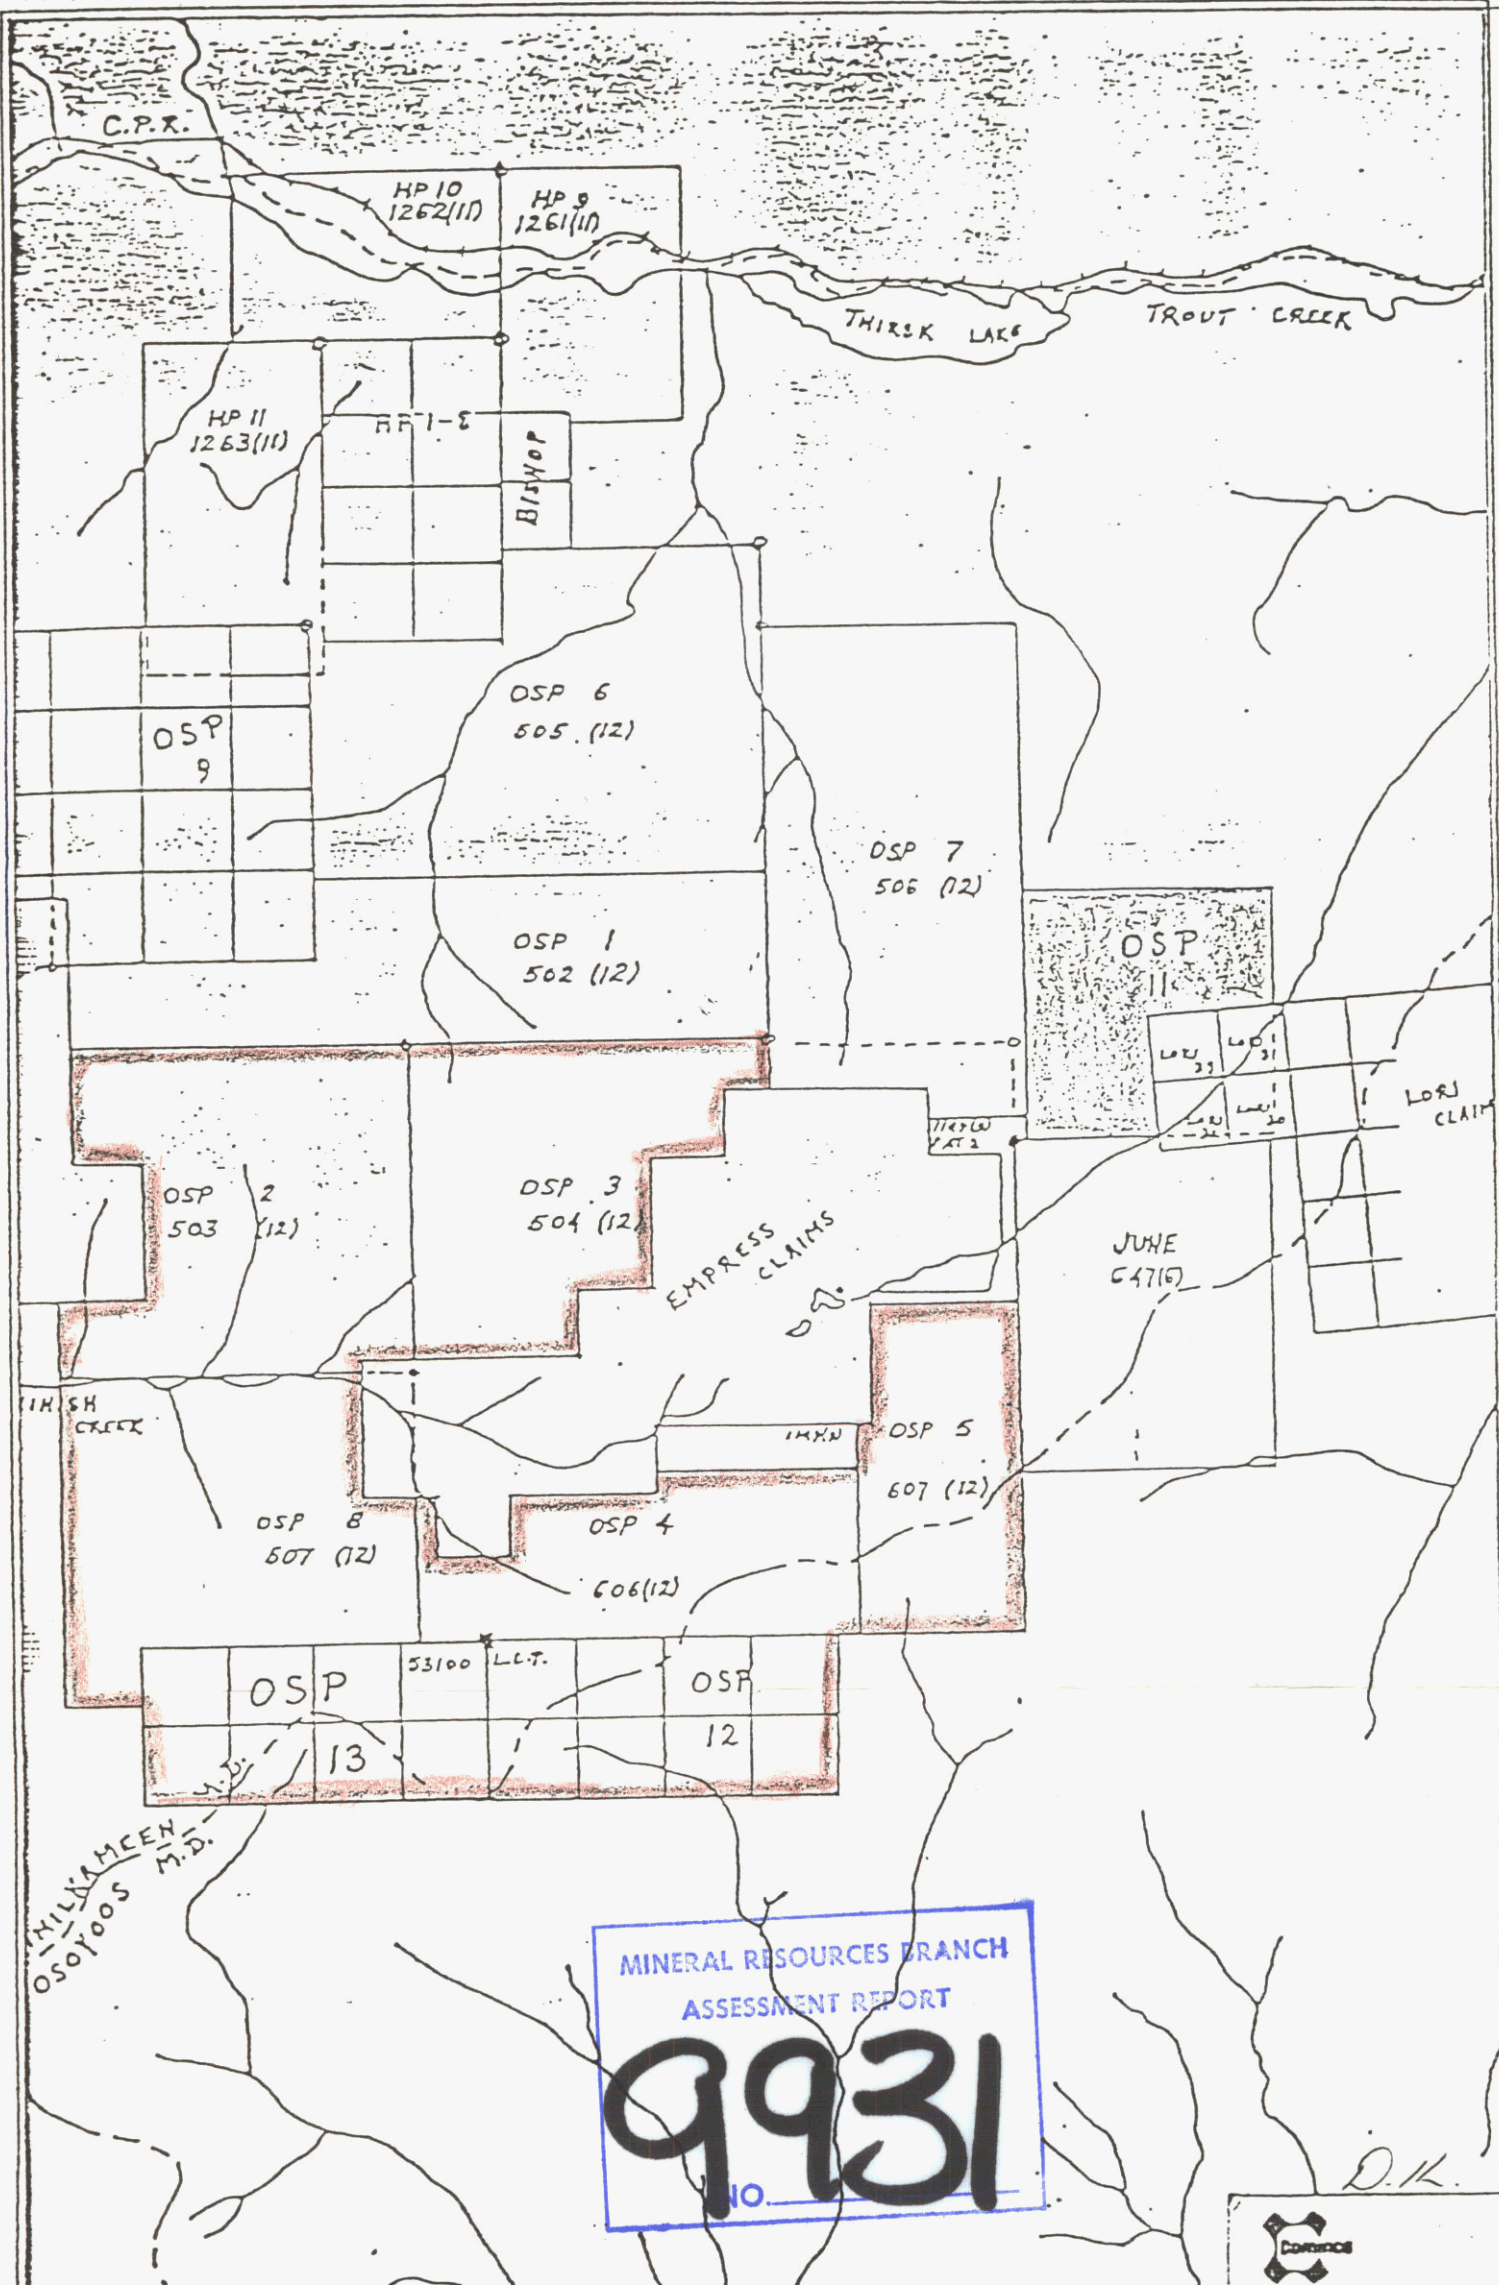 C.P.R.
HP 10
1262(11)
HP 9
1261(11)
THIRSK LAKE
TROUT CREEK
HP 11
1263(11)
BISHOP
OSP 6
505 (12)
OSP
9
OSP 7
506 (12)
OSP 1
502 (12)
OSP
11
LORI
CLAIM
OSP 2
503 (12)
OSP 3
504 (12)
EMPRESS
CLAIMS
JUNE
CREEK
OSP 5
607 (12)
OSP 8
507 (12)
OSP 4
606(12)
53100 L.C.T.
OSP
13
OSP
12
M.D.
OSOYOOS
MINERAL RESOURCES BRANCH
ASSESSMENT REPORT
9931
NO.
D.K.